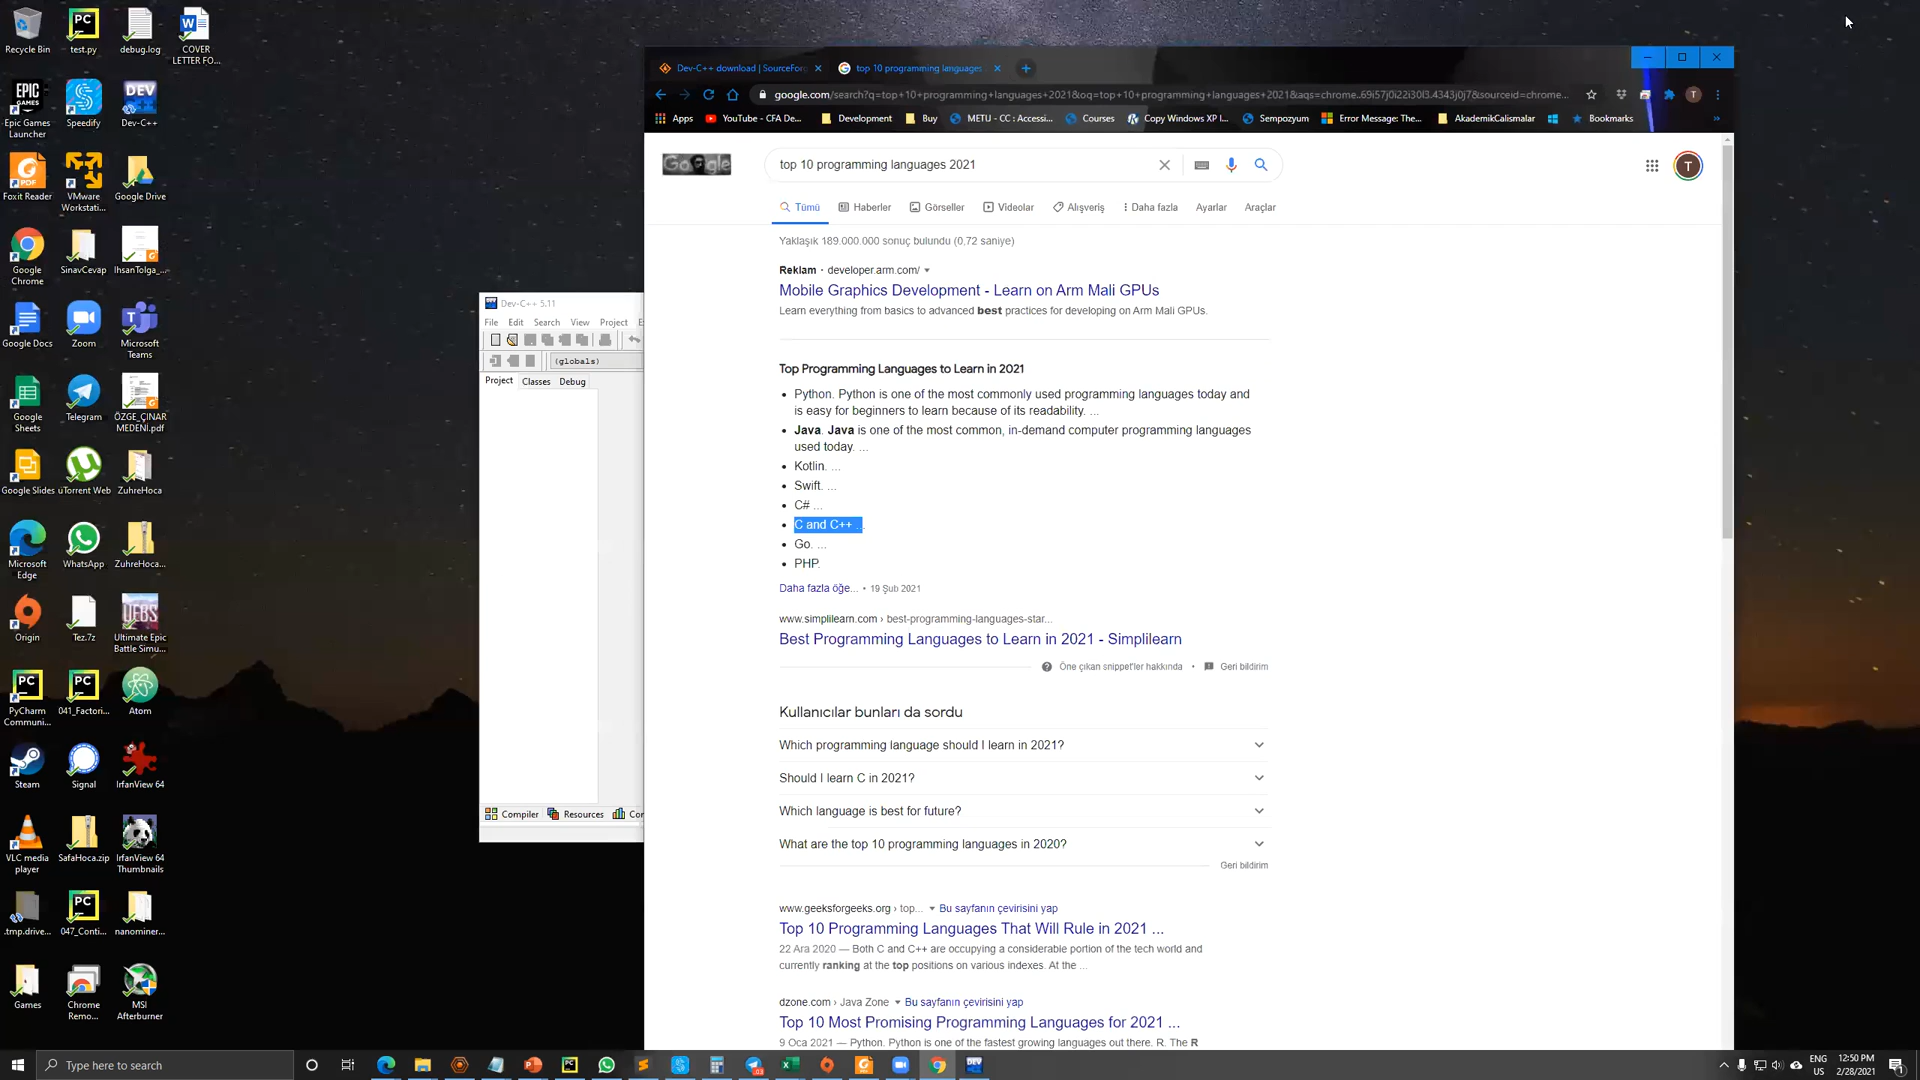 Recycle Bin
test.py
debug.log
COVER
LETTER FO...
Epic Games
Launcher
Speedify
Dev-C++
Foxit Reader
VMware
Workstati...
Google Drive
Google
Chrome
SinavCevap
IhsanTolga_...
Google Docs
Zoom
Microsoft
Teams
Google
Sheets
Telegram
ÖZGE_ÇINAR
MEDENİ.pdf
Google Slides
uTorrent Web
ZuhreHoca
Microsoft
Edge
WhatsApp
ZuhreHoca...
Origin
Tez.7z
Ultimate Epic
Battle Simu...
PyCharm
Communi...
041_Factori...
Atom
Steam
Signal
IrfanView 64
VLC media
player
SafaHoca.zip
IrfanView 64
Thumbnails
.tmp.drive...
047_Conti...
nanominer...
Games
Chrome
Remo...
MSI
Afterburner
Dev-C++ 5.11
File Edit Search View Project E
(globals)
Project Classes Debug
Compiler Resources Cor
Dev-C++ download | SourceFor
top 10 programming languages
google.com/search?q=top+10+programming+languages+2021&oq=top+10+programming+languages+2021&aqs=chrome..69i57j0i22i30l3.4343j0j7&sourceid=chrome...
Apps YouTube - CFA De... Development Buy METU - CC : Accessi... Courses Copy Windows XP I... Sempozyum Error Message: The... AkademikCalismalar Bookmarks »
Google
top 10 programming languages 2021
T
Tümü Haberler Görseller Videolar Alışveriş Daha fazla Ayarlar Araçlar
Yaklaşık 189.000.000 sonuç bulundu (0,72 saniye)
Reklam · developer.arm.com/
Mobile Graphics Development - Learn on Arm Mali GPUs
Learn everything from basics to advanced best practices for developing on Arm Mali GPUs.
Top Programming Languages to Learn in 2021
• Python. Python is one of the most commonly used programming languages today and
is easy for beginners to learn because of its readability. ...
• Java. Java is one of the most common, in-demand computer programming languages
used today. ...
• Kotlin. ...
• Swift. ...
• C# ...
• C and C++ ...
• Go. ...
• PHP.
Daha fazla öğe... • 19 Şub 2021
www.simplilearn.com › best-programming-languages-star...
Best Programming Languages to Learn in 2021 - Simplilearn
Öne çıkan snippet'ler hakkında • Geri bildirim
Kullanıcılar bunları da sordu
Which programming language should I learn in 2021?
Should I learn C in 2021?
Which language is best for future?
What are the top 10 programming languages in 2020?
Geri bildirim
www.geeksforgeeks.org › top... Bu sayfanın çevirisini yap
Top 10 Programming Languages That Will Rule in 2021 ...
22 Ara 2020 — Both C and C++ are occupying a considerable portion of the tech world and
currently ranking at the top positions on various indexes. At the ...
dzone.com › Java Zone Bu sayfanın çevirisini yap
Top 10 Most Promising Programming Languages for 2021 ...
9 Oca 2021 — Python. Python is one of the fastest growing languages out there. R. The R
Type here to search
ENG
US
12:50 PM
2/28/2021